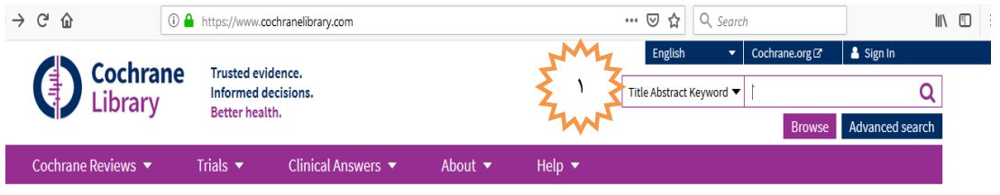 https://www.cochranelibrary.com
Search
English
Cochrane.org
Sign In
Cochrane
Library
Trusted evidence.
Informed decisions.
Better health.
۱
Title Abstract Keyword
Browse
Advanced search
Cochrane Reviews
Trials
Clinical Answers
About
Help